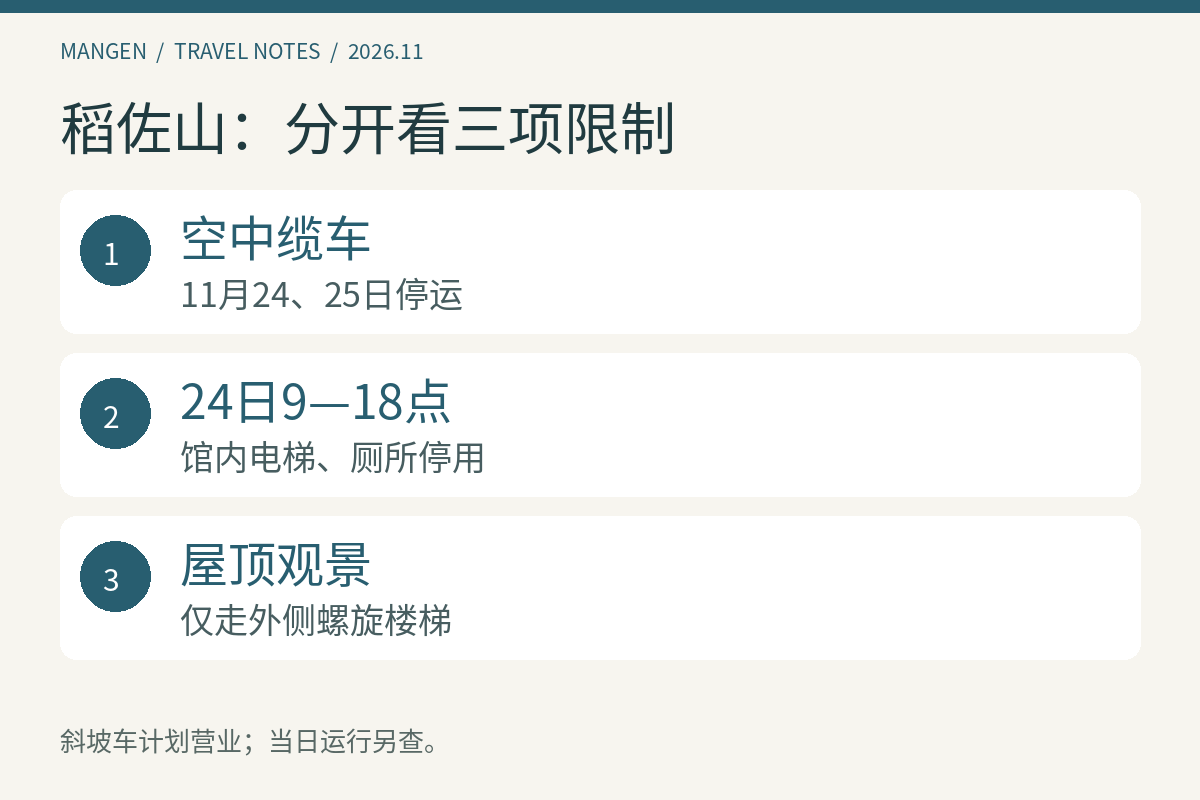 MANGEN / TRAVEL NOTES / 2026.11
稻佐山：分开看三项限制
1
空中缆车
11月24、25日停运
2
24日9—18点
馆内电梯、厕所停用
3
屋顶观景
仅走外侧螺旋楼梯
斜坡车计划营业；当日运行另查。